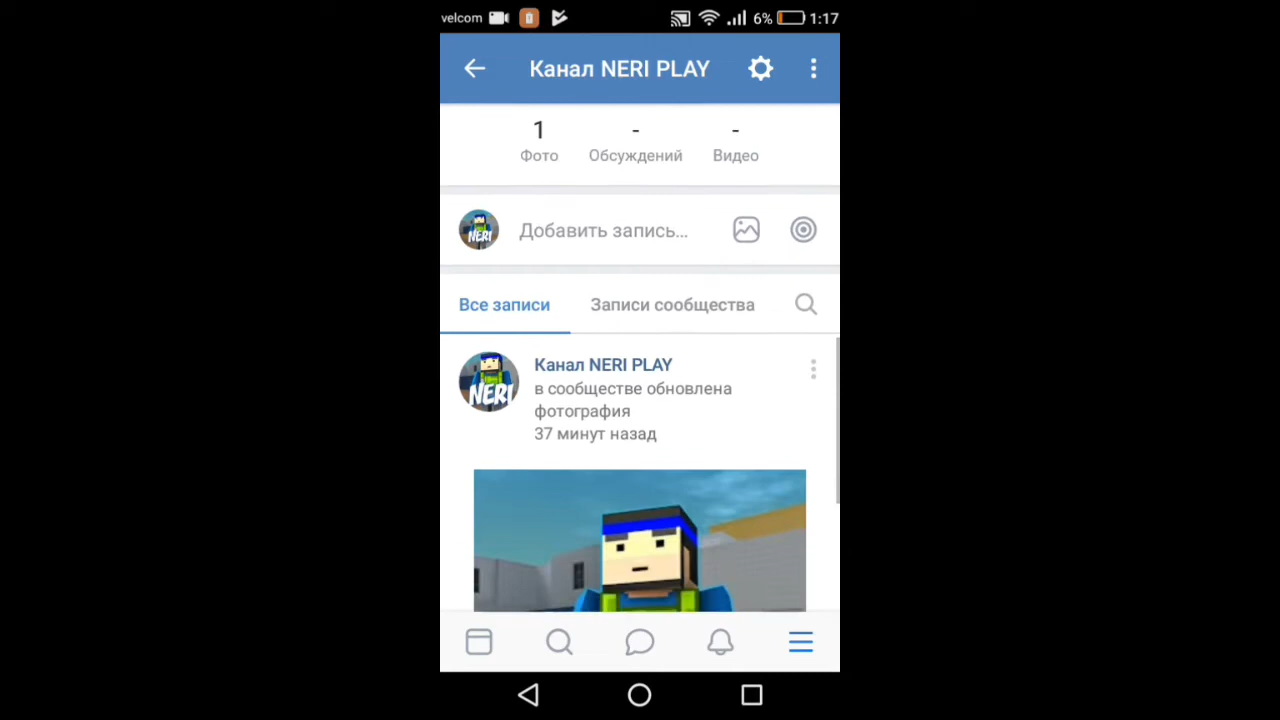 velcom 6% 1:17
Канал NERI PLAY
1 - -
Фото Обсуждений Видео
NERI Добавить запись...
Все записи Записи сообщества
Канал NERI PLAY
NERI в сообществе обновлена
фотография
37 минут назад